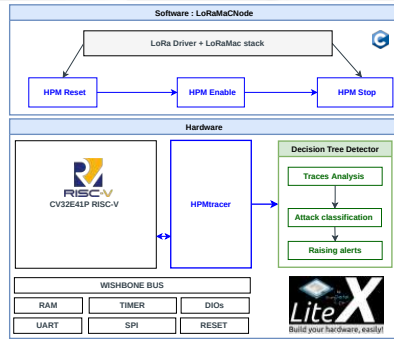 Software : LoRaMaCNode
C
LoRa Driver + LoRaMac stack
HPM Reset
HPM Enable
HPM Stop
Hardware
Decision Tree Detector
RISC-V
CV32E41P RISC-V
HPMtracer
Traces Analysis
Attack classification
Raising alerts
WISHBONE BUS
RAM
TIMER
DIOs
UART
SPI
RESET
LiteX
Build your hardware, easily!